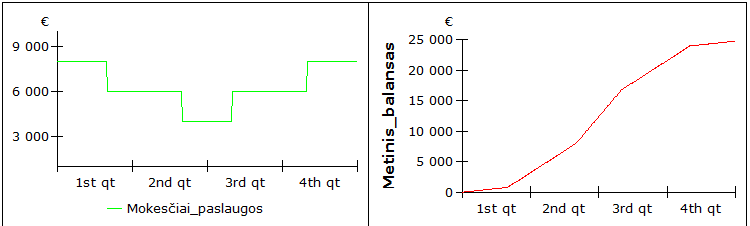 €
9 000
6 000
3 000
1st qt 2nd qt 3rd qt 4th qt
Mokesčiai_paslaugos
€
Metinis_balansas
25 000
20 000
15 000
10 000
5 000
0
1st qt 2nd qt 3rd qt 4th qt